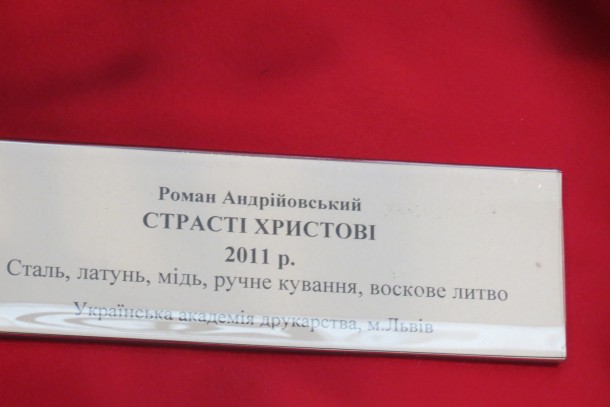 Роман Андрійовський
СТРАСТІ ХРИСТОВІ
2011 р.
Сталь, латунь, мідь, ручне кування, воскове литво
Українська академія друкарства, м.Львів